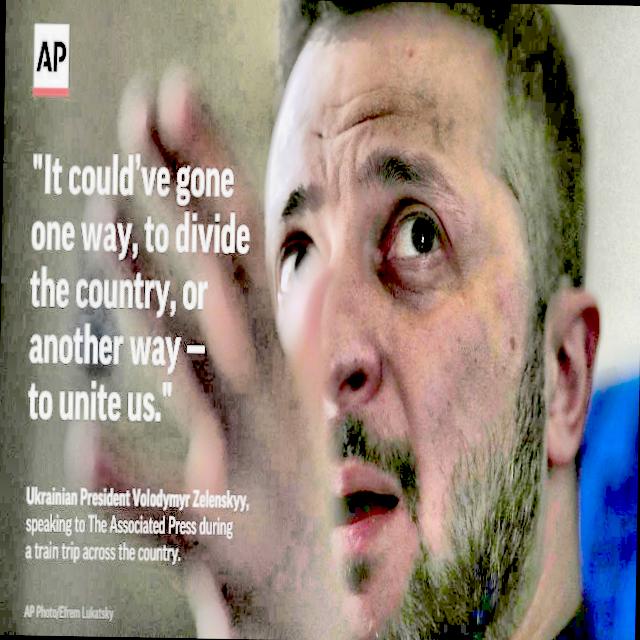 AP
"It could've gone
one way, to divide
the country, or
another way –
to unite us."
Ukrainian President Volodymyr Zelenskyy,
speaking to The Associated Press during
a train trip across the country.
AP Photo/Efrem Lukatsky